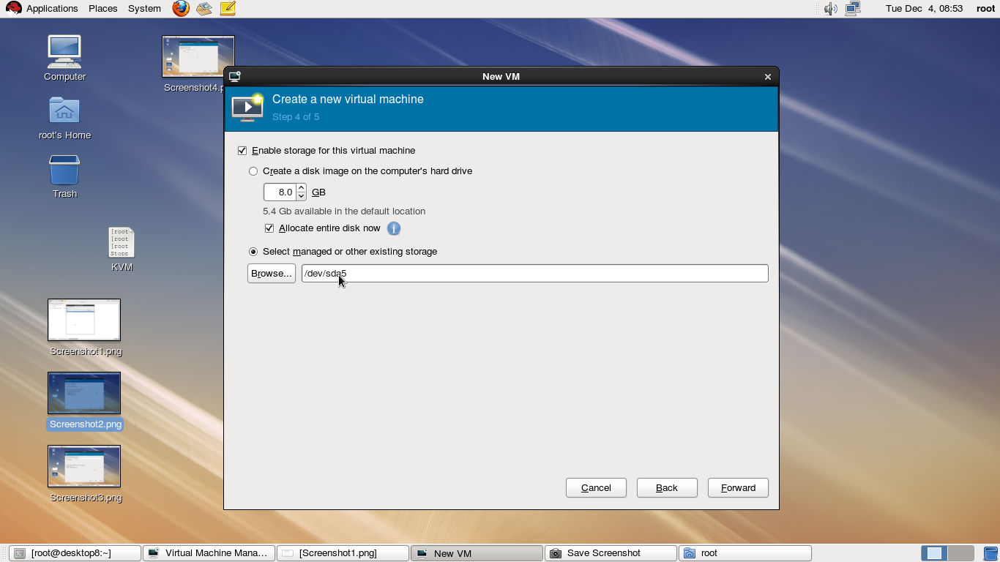 Applications Places System Tue Dec 4, 08:53 root
Computer
root's Home
Trash
KVM
[root
[root
[root
Stopp
Screenshot1.png
Screenshot2.png
Screenshot3.png
Screenshot4.p
New VM
Create a new virtual machine
Step 4 of 5
Enable storage for this virtual machine
Create a disk image on the computer's hard drive
8.0 GB
5.4 Gb available in the default location
Allocate entire disk now
Select managed or other existing storage
Browse... /dev/sda5
Cancel Back Forward
[root@desktop8:~] Virtual Machine Mana... [Screenshot1.png] New VM Save Screenshot root